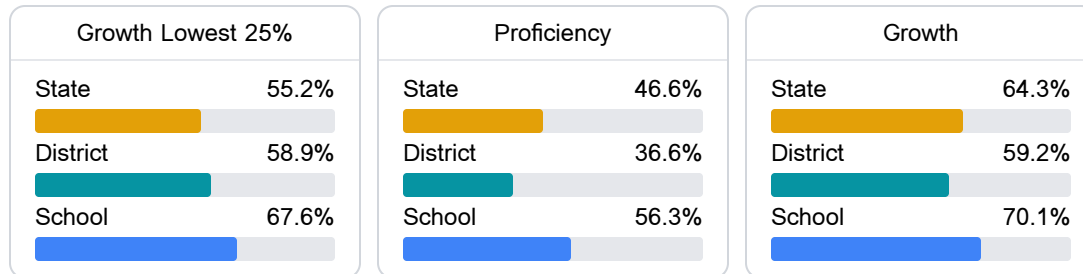 Growth Lowest 25%
State 55.2%
District 58.9%
School 67.6%
Proficiency
State 46.6%
District 36.6%
School 56.3%
Growth
State 64.3%
District 59.2%
School 70.1%